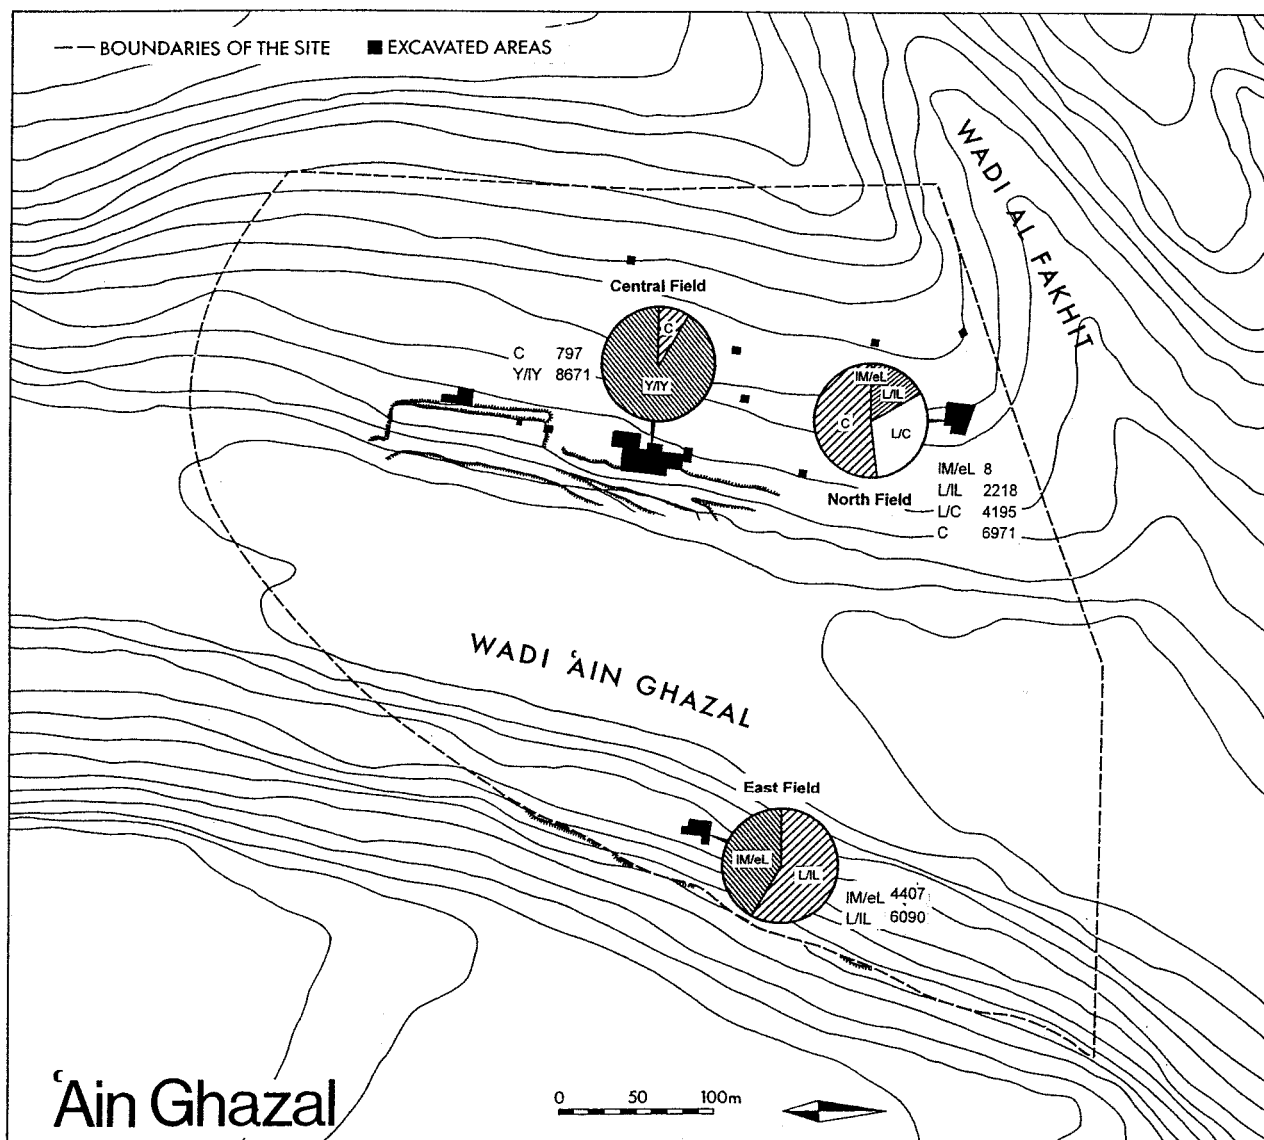 BOUNDARIES OF THE SITE EXCAVATED AREAS
WADI AL FAKHIT
Central Field
C 797
Y/IY 8671
C
Y/IY
IM/eL
L/IL
C
L/C
North Field
IM/eL 8
L/IL 2218
L/C 4195
C 6971
WADI ʿAIN GHAZAL
East Field
IM/eL
L/IL
IM/eL 4407
L/IL 6090
ʿAin Ghazal
0 50 100m